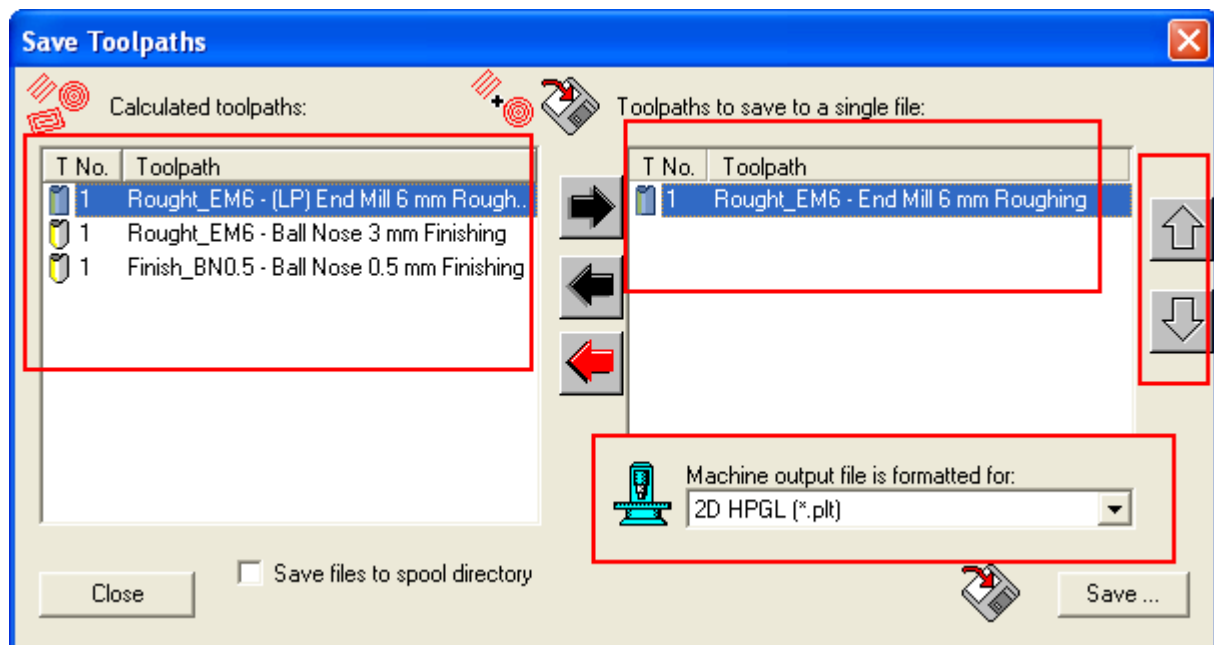 Save Toolpaths
Calculated toolpaths:
Toolpaths to save to a single file:
T No. Toolpath
1 Rought_EM6 - (LP) End Mill 6 mm Rough..
1 Rought_EM6 - Ball Nose 3 mm Finishing
1 Finish_BN0.5 - Ball Nose 0.5 mm Finishing
T No. Toolpath
1 Rought_EM6 - End Mill 6 mm Roughing
Machine output file is formatted for:
2D HPGL (*.plt)
Save files to spool directory
Close
Save ...